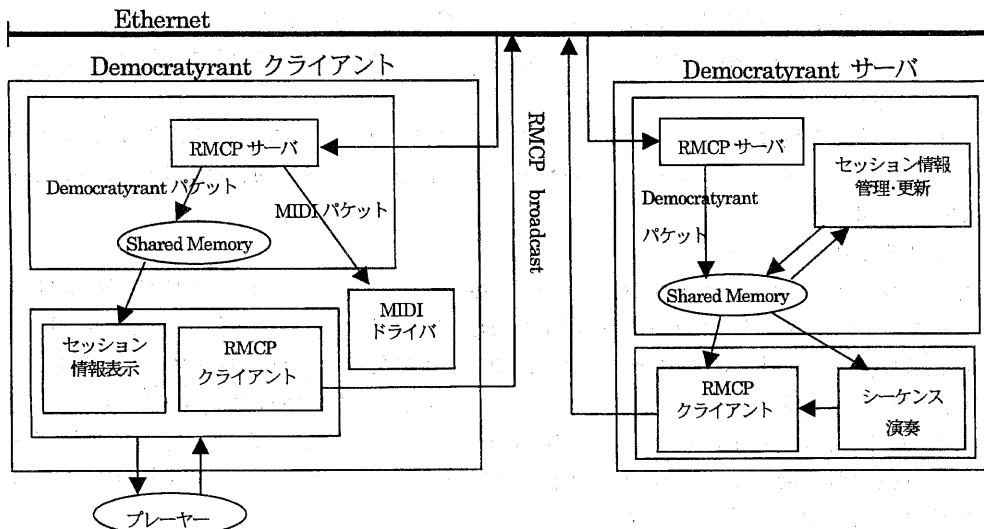 Ethernet
Democratyrant クライアント
RMCP サーバ
Democratyrant パケット
MIDI パケット
Shared Memory
MIDI
ドライバ
セッション
情報表示
RMCP
クライアント
プレーヤー
RMCP broadcast
Democratyrant サーバ
RMCP サーバ
セッション情報
管理・更新
Democratyrant
パケット
Shared Memory
RMCP
クライアント
シーケンス
演奏